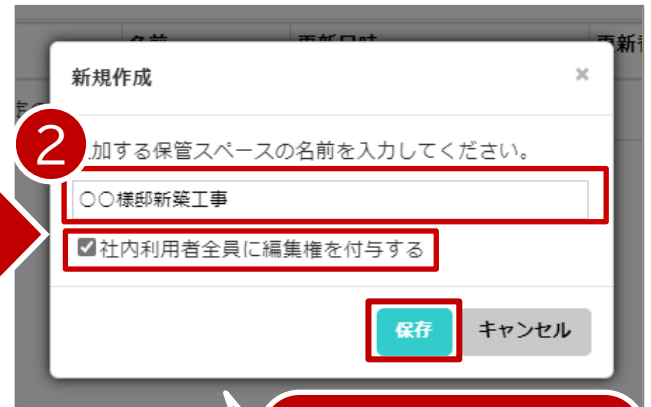 名前 更新日時 更新
新規作成 ×
2
加する保管スペースの名前を入力してください。
○○様邸新築工事
社内利用者全員に編集権を付与する
保存 キャンセル